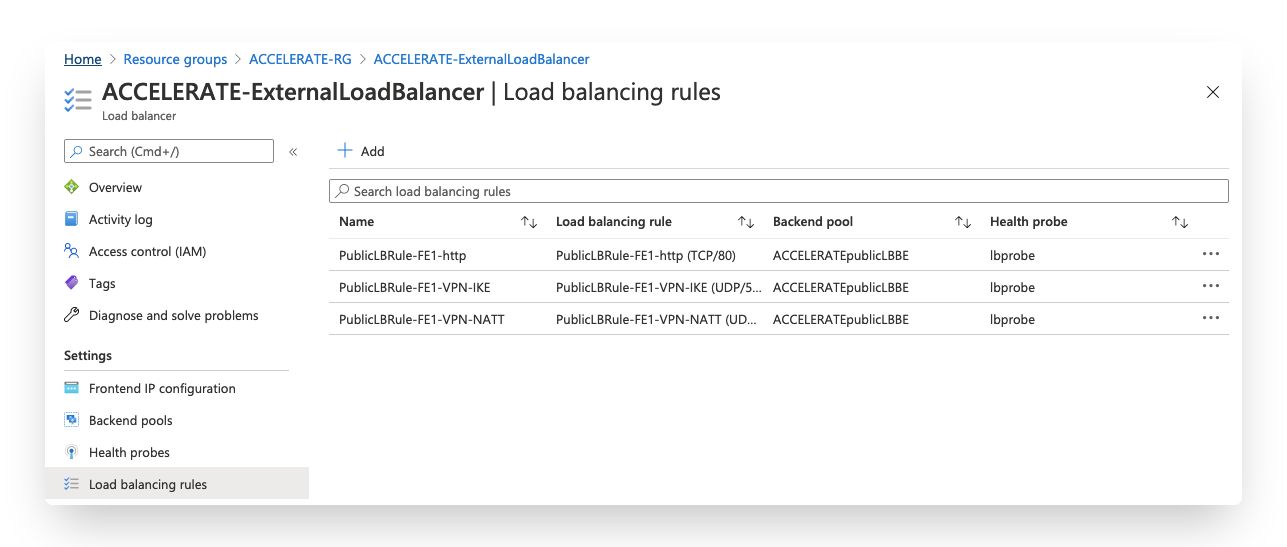 Home > Resource groups > ACCELERATE-RG > ACCELERATE-ExternalLoadBalancer
ACCELERATE-ExternalLoadBalancer | Load balancing rules
Load balancer
Search (Cmd+/)
«
Add
Overview
Activity log
Access control (IAM)
Tags
Diagnose and solve problems
Settings
Frontend IP configuration
Backend pools
Health probes
Load balancing rules
Search load balancing rules
Name Load balancing rule Backend pool Health probe
PublicLBRule-FE1-http PublicLBRule-FE1-http (TCP/80) ACCELERATEpublicLBBE lbprobe ...
PublicLBRule-FE1-VPN-IKE PublicLBRule-FE1-VPN-IKE (UDP/5... ACCELERATEpublicLBBE lbprobe ...
PublicLBRule-FE1-VPN-NATT PublicLBRule-FE1-VPN-NATT (UD... ACCELERATEpublicLBBE lbprobe ...